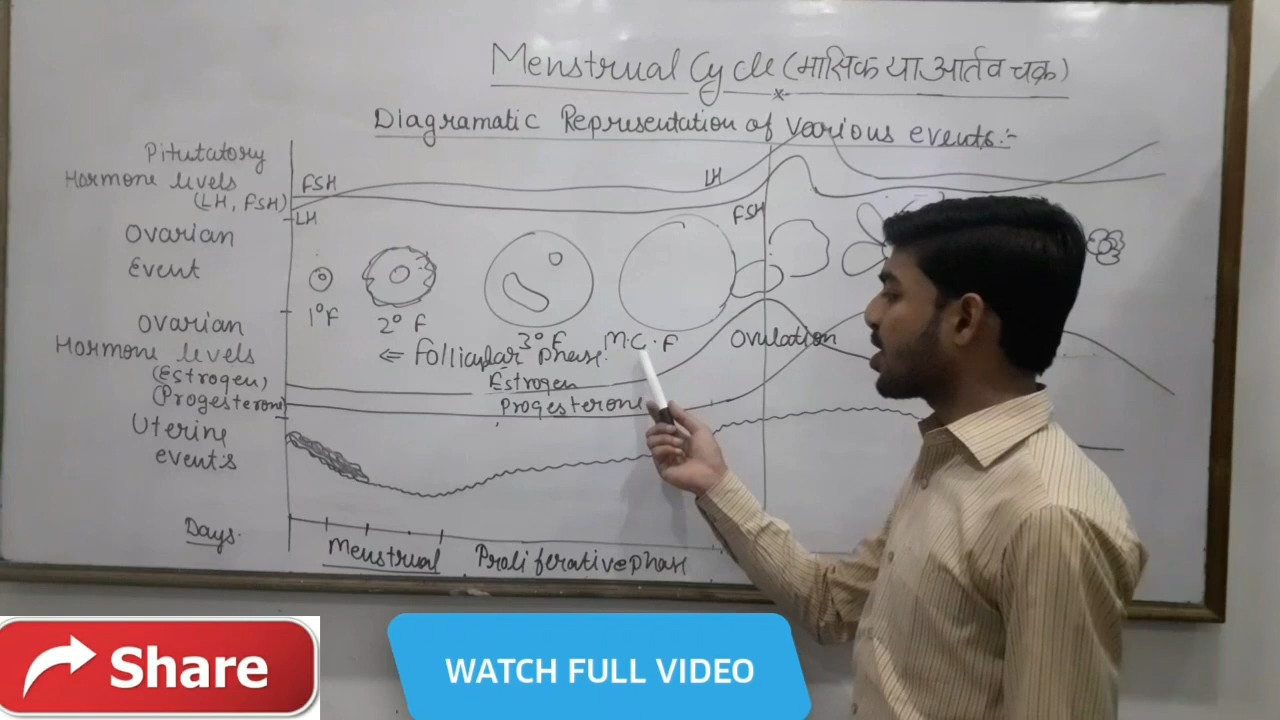 Menstrual Cycle (मासिक या आर्तव चक्र)
Diagramatic Representation of various events:-
Pitutatory
Hormone levels
(LH, FSH)
FSH
LH
LH
FSH
Ovarian
Event
1°F
2° F
3° F
M.C.F
Ovulation
Ovarian
Hormone levels
(Estrogen,
(Progesterone)
⇐ Follicular Phase.
Estrogen
Progesterone
Uterine
event's
Days.
Menstrual
Proliferative phase
Share
WATCH FULL VIDEO